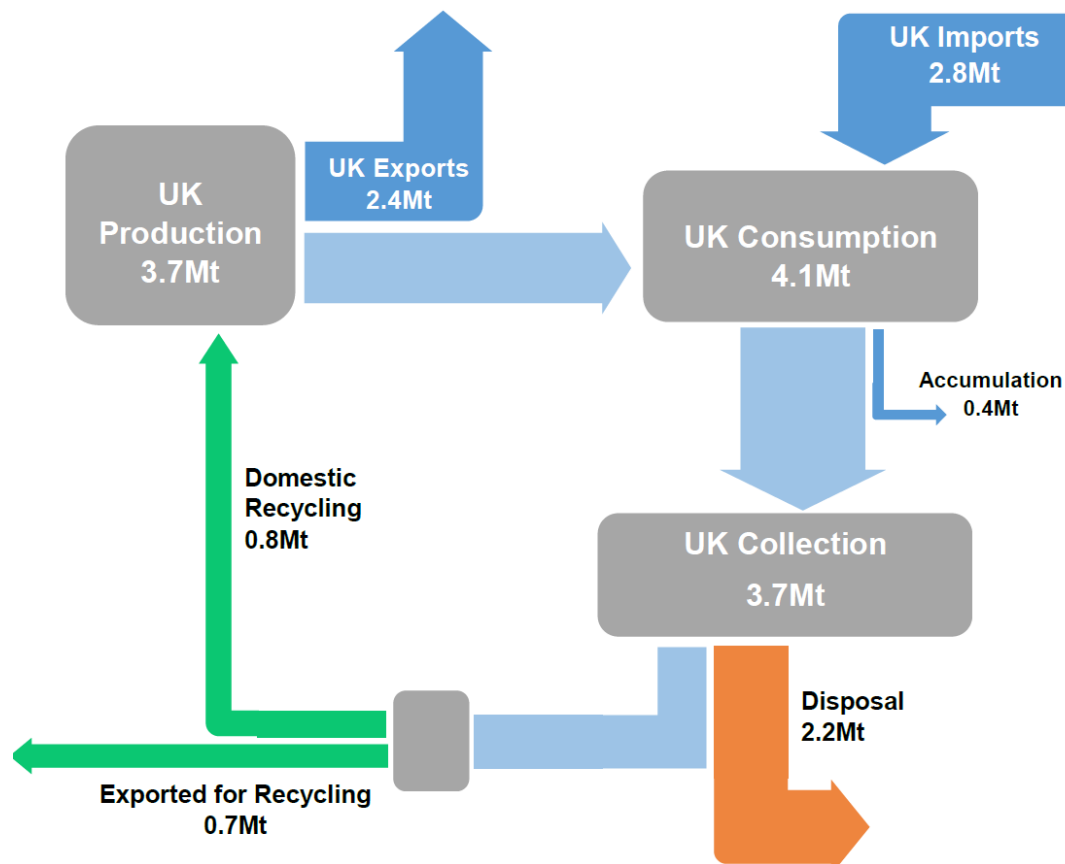 UK Imports
2.8Mt
UK Exports
2.4Mt
UK
Production
3.7Mt
UK Consumption
4.1Mt
Accumulation
0.4Mt
Domestic
Recycling
0.8Mt
UK Collection
3.7Mt
Disposal
2.2Mt
Exported for Recycling
0.7Mt